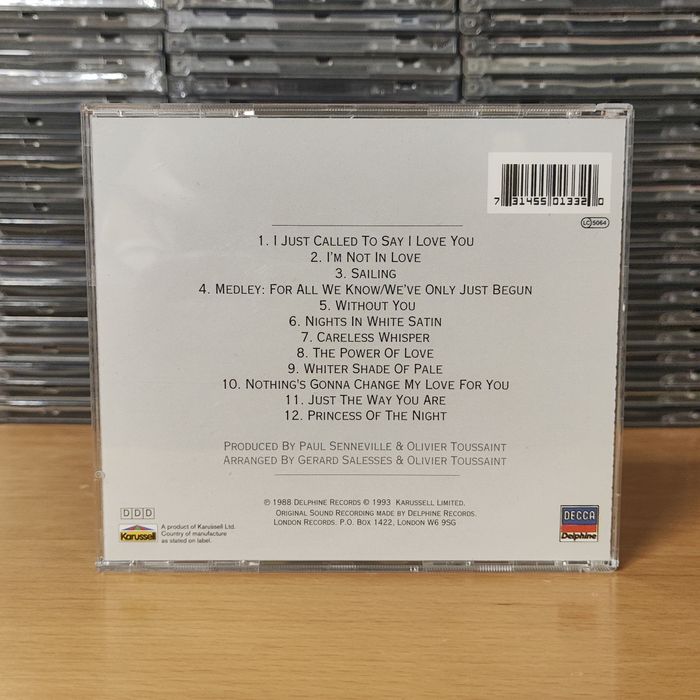 7 31455 01332 0
LC 5064
1. I Just Called To Say I Love You
2. I'm Not In Love
3. Sailing
4. Medley: For All We Know/We've Only Just Begun
5. Without You
6. Nights In White Satin
7. Careless Whisper
8. The Power Of Love
9. Whiter Shade Of Pale
10. Nothing's Gonna Change My Love For You
11. Just The Way You Are
12. Princess Of The Night
Produced By Paul Senneville & Olivier Toussaint
Arranged By Gerard Salesses & Olivier Toussaint
DDD
Karussell
A product of Karussell Ltd.
Country of manufacture
as stated on label.
℗ 1988 Delphine Records © 1993 Karussell Limited.
Original Sound Recording made by Delphine Records.
London Records. P.O. Box 1422, London W6 9SG
DECCA
Delphine